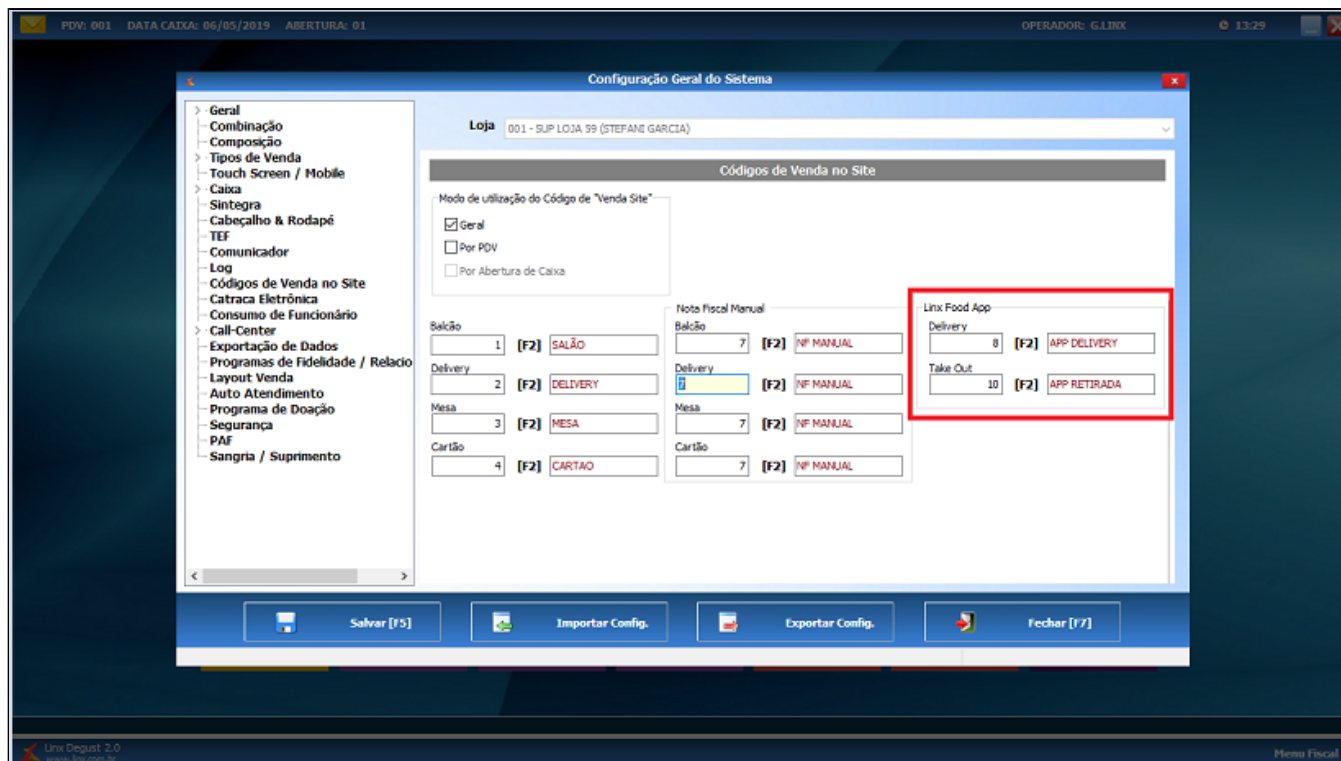 PDV: 001 DATA CAIXA: 06/05/2019 ABERTURA: 01 OPERADOR: G.LINX 13:29
Configuração Geral do Sistema
Geral
Combinação
Composição
Tipos de Venda
Touch Screen / Mobile
Caixa
Sintegra
Cabeçalho & Rodapé
TEF
Comunicador
Log
Códigos de Venda no Site
Catraca Eletrônica
Consumo de Funcionário
Call-Center
Exportação de Dados
Programas de Fidelidade / Relacio
Layout Venda
Auto Atendimento
Programa de Doação
Segurança
PAF
Sangria / Suprimento
Loja 001 - SUP LOJA 59 (STEFANI GARCIA)
Códigos de Venda no Site
Modo de utilização do Código de "Venda Site"
Geral
Por PDV
Por Abertura de Caixa
Balcão
1 [F2] SALÃO
Delivery
2 [F2] DELIVERY
Mesa
3 [F2] MESA
Cartão
4 [F2] CARTAO
Nota Fiscal Manual
Balcão
7 [F2] NF MANUAL
Delivery
7 [F2] NF MANUAL
Mesa
7 [F2] NF MANUAL
Cartão
7 [F2] NF MANUAL
Linx Food App
Delivery
8 [F2] APP DELIVERY
Take Out
10 [F2] APP RETIRADA
Salvar [F5] Importar Config. Exportar Config. Fechar [F7]
Linx Degust 2.0
www.linx.com.br
Menu Fiscal